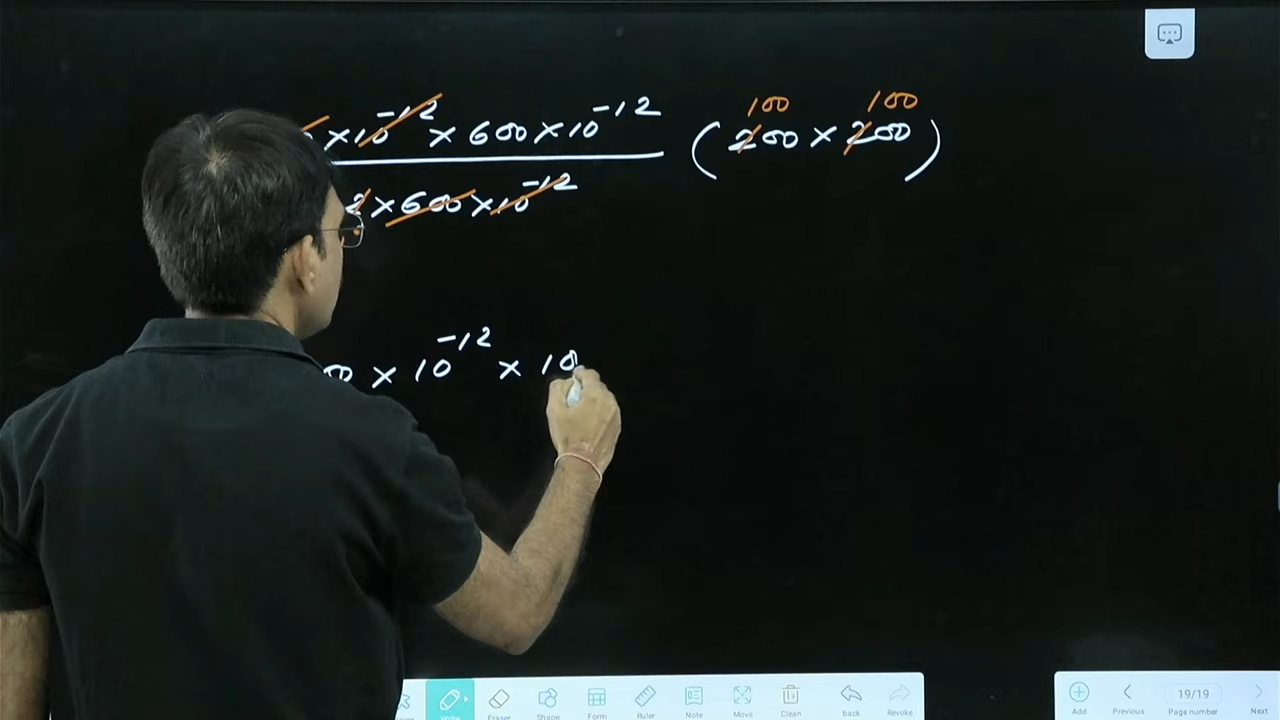 100 100
× 10⁻¹² × 600 × 10⁻¹² (200 × 200)
2 × 600 × 10⁻¹²
× 10⁻¹² × 10
Write Eraser Shape Form Ruler Note Move Clean back Revoke
Add Previous 19/19 Page number Next